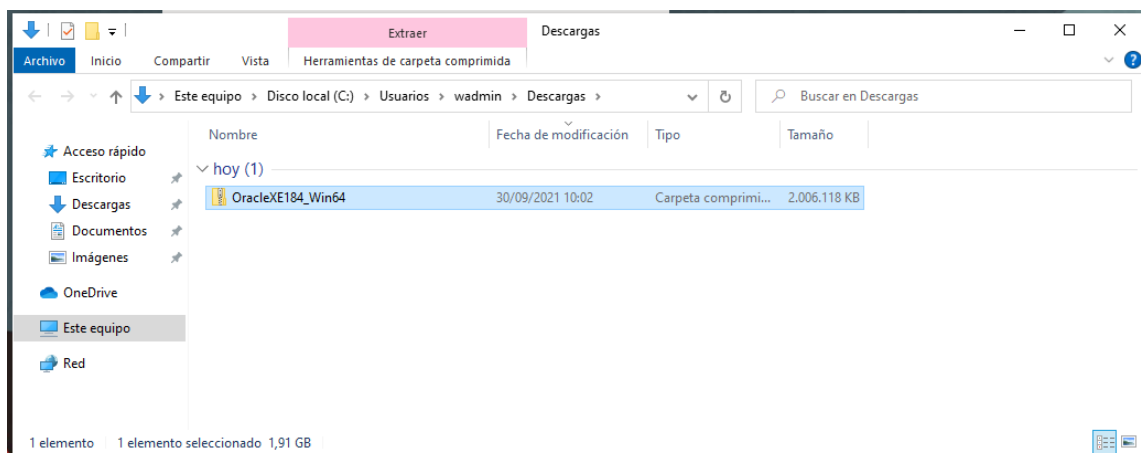 Extraer Descargas
Archivo Inicio Compartir Vista Herramientas de carpeta comprimida
Este equipo > Disco local (C:) > Usuarios > wadmin > Descargas > Buscar en Descargas
Nombre Fecha de modificación Tipo Tamaño
Acceso rápido
hoy (1)
Escritorio
OracleXE184_Win64 30/09/2021 10:02 Carpeta comprimi... 2.006.118 KB
Descargas
Documentos
Imágenes
OneDrive
Este equipo
Red
1 elemento 1 elemento seleccionado 1,91 GB